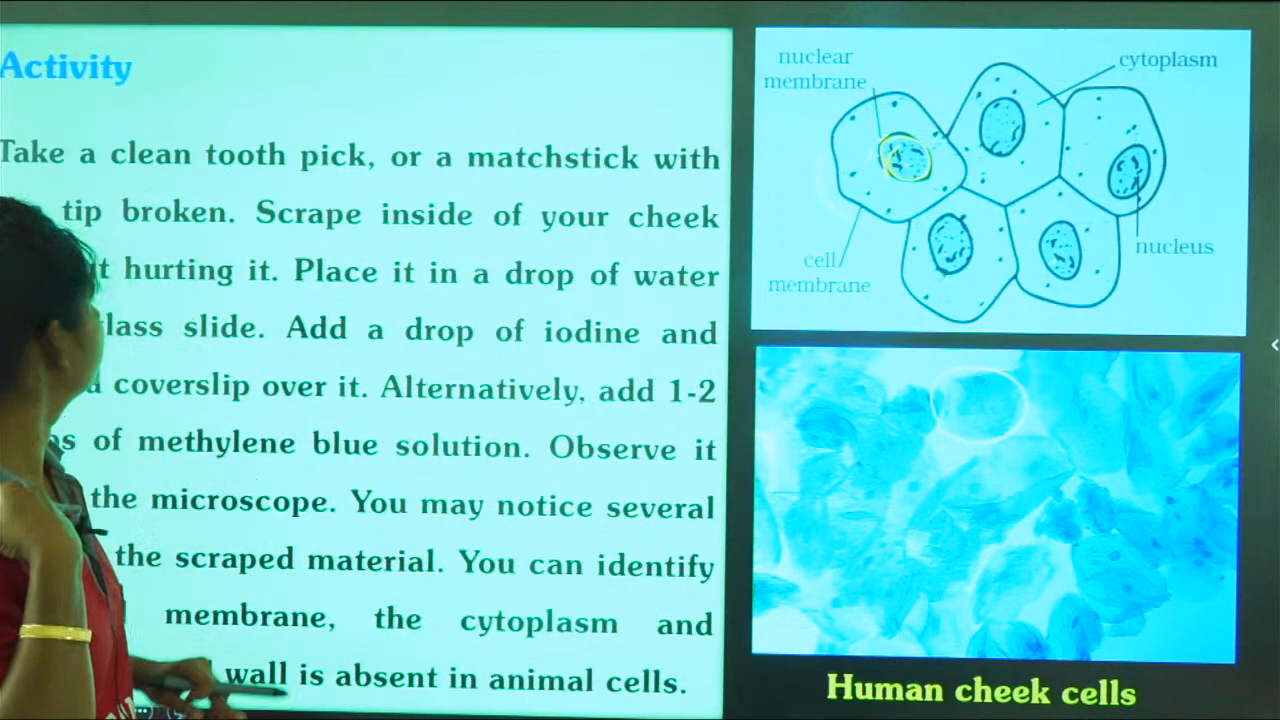 Activity
Take a clean tooth pick, or a matchstick with
tip broken. Scrape inside of your cheek
hurting it. Place it in a drop of water
slide. Add a drop of iodine and
coverslip over it. Alternatively, add 1-2
of methylene blue solution. Observe it
the microscope. You may notice several
the scraped material. You can identify
membrane, the cytoplasm and
wall is absent in animal cells.
nuclear
membrane
cytoplasm
nucleus
cell
membrane
Human cheek cells